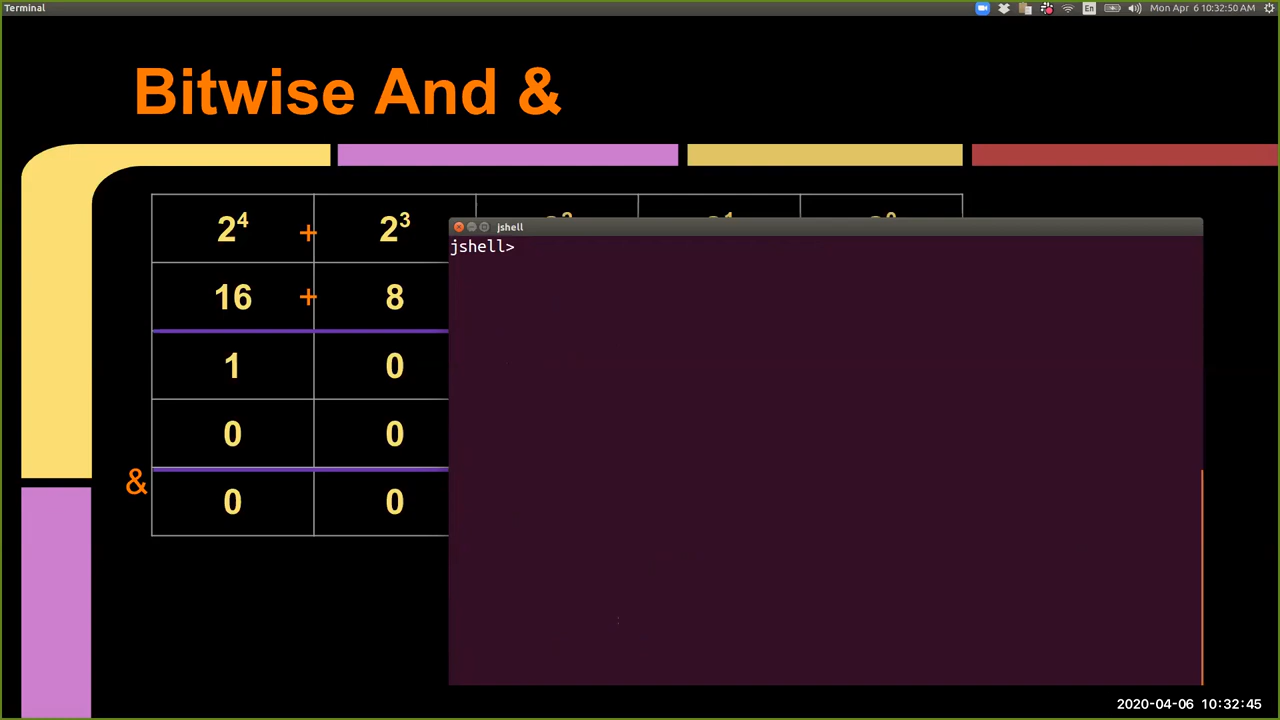 Terminal
En
Mon Apr 6 10:32:50 AM
Bitwise And &
2⁴ + 2³
jshell
jshell>
16 + 8
1 0
0 0
&
0 0
2020-04-06 10:32:45